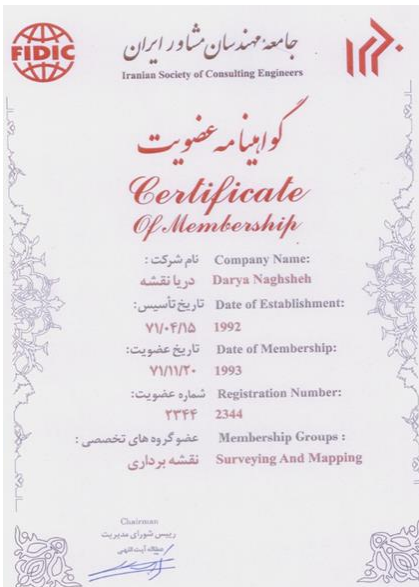 FIDIC
جامعه مهندسان مشاور ایران
Iranian Society of Consulting Engineers
گواهینامه عضویت
Certificate
Of Membership
نام شرکت : Company Name:
دریا نقشه Darya Naghsheh
تاریخ تأسیس: Date of Establishment:
۷۱/۰۴/۱۵ 1992
تاریخ عضویت: Date of Membership:
۷۱/۱۱/۲۰ 1993
شماره عضویت: Registration Number:
۲۳۴۴ 2344
عضو گروه های تخصصی : Membership Groups :
نقشه برداری Surveying And Mapping
Chairman
رییس شورای مدیریت